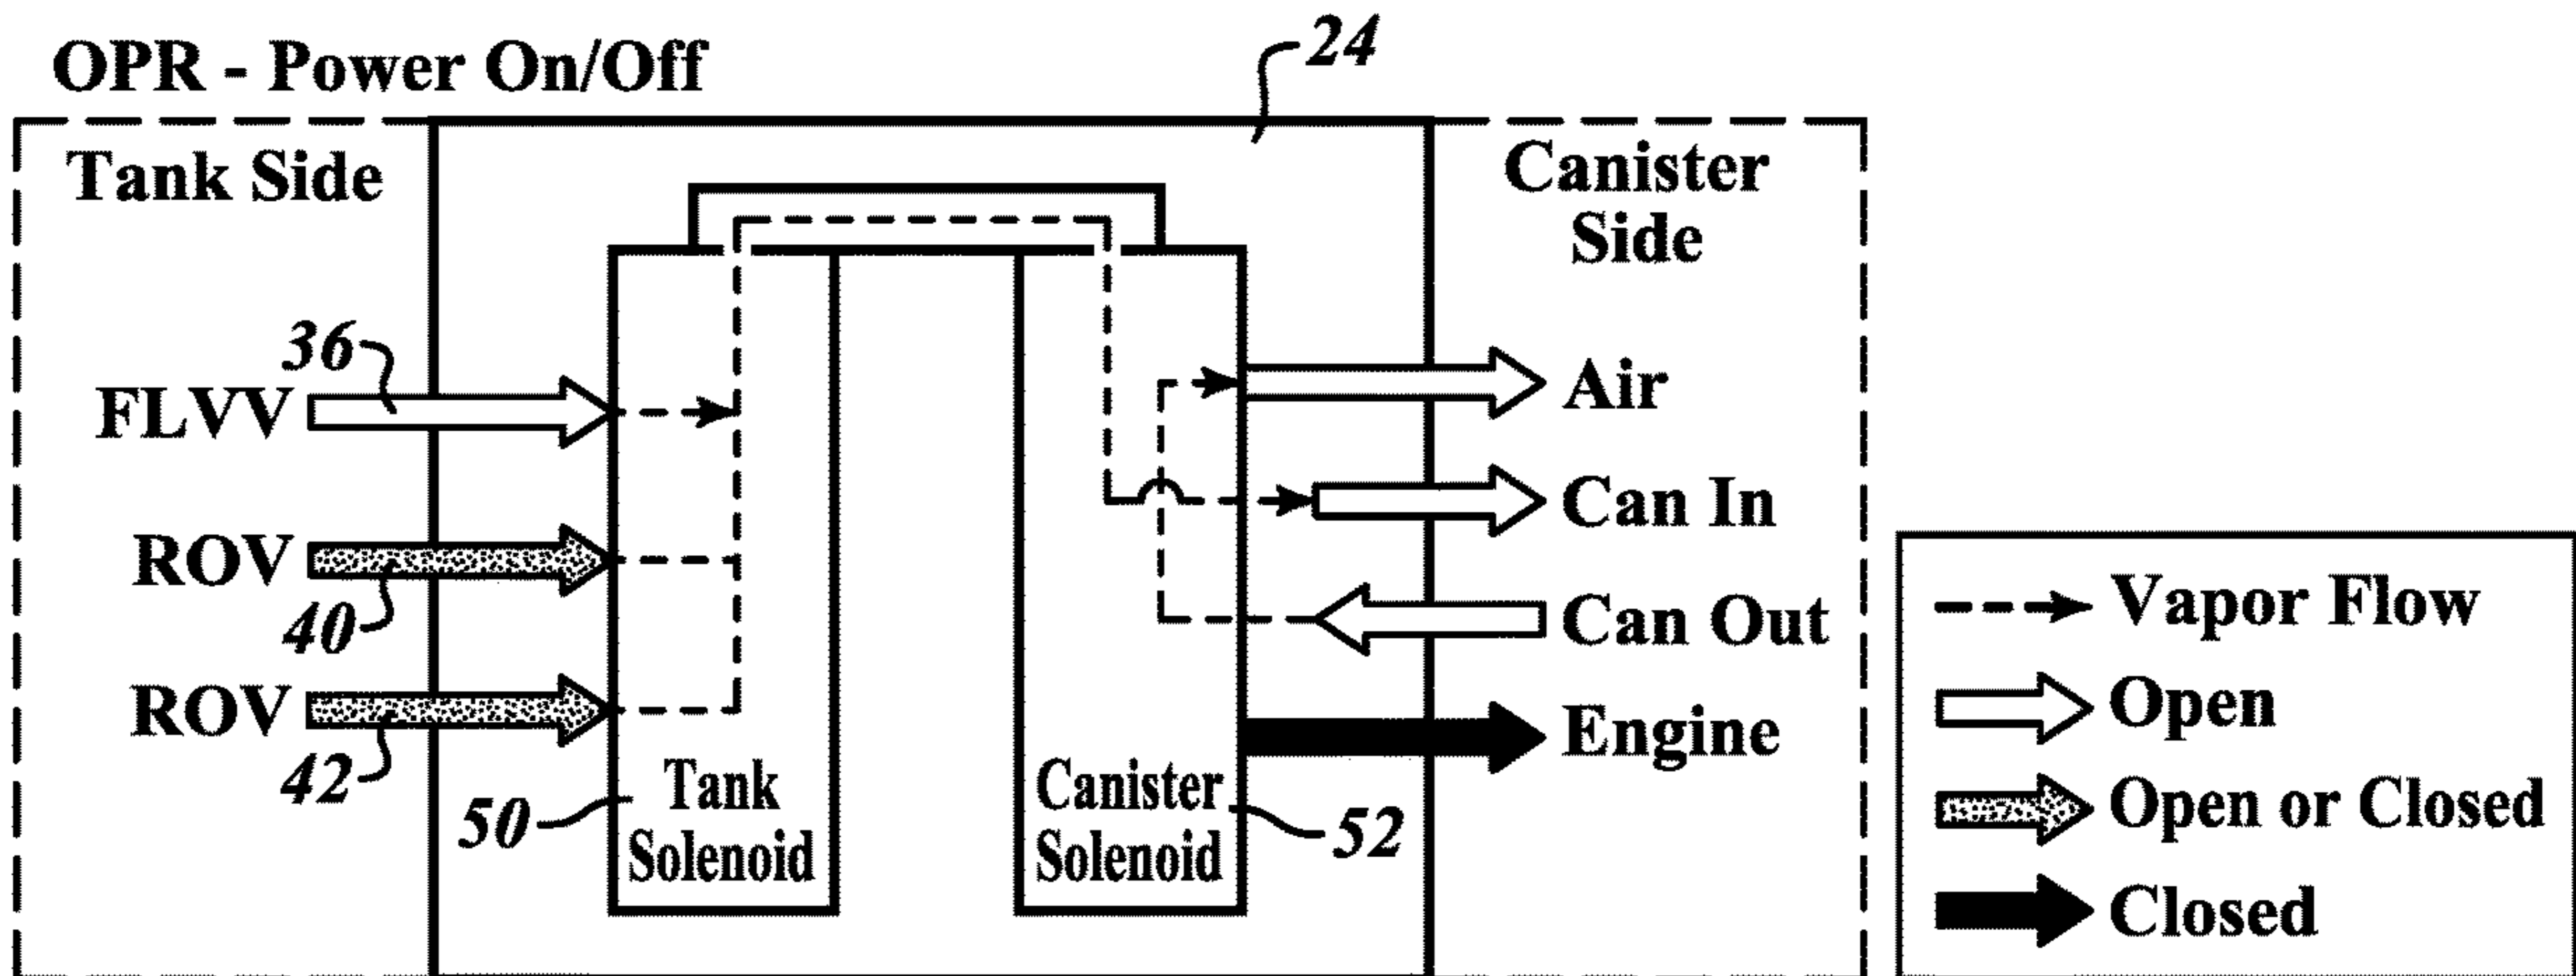 OPR - Power On/Off
24
Tank Side
Canister
Side
36
FLVV
ROV
40
ROV
42
50
Tank
Solenoid
Canister
Solenoid
52
Air
Can In
Can Out
Engine
Vapor Flow
Open
Open or Closed
Closed